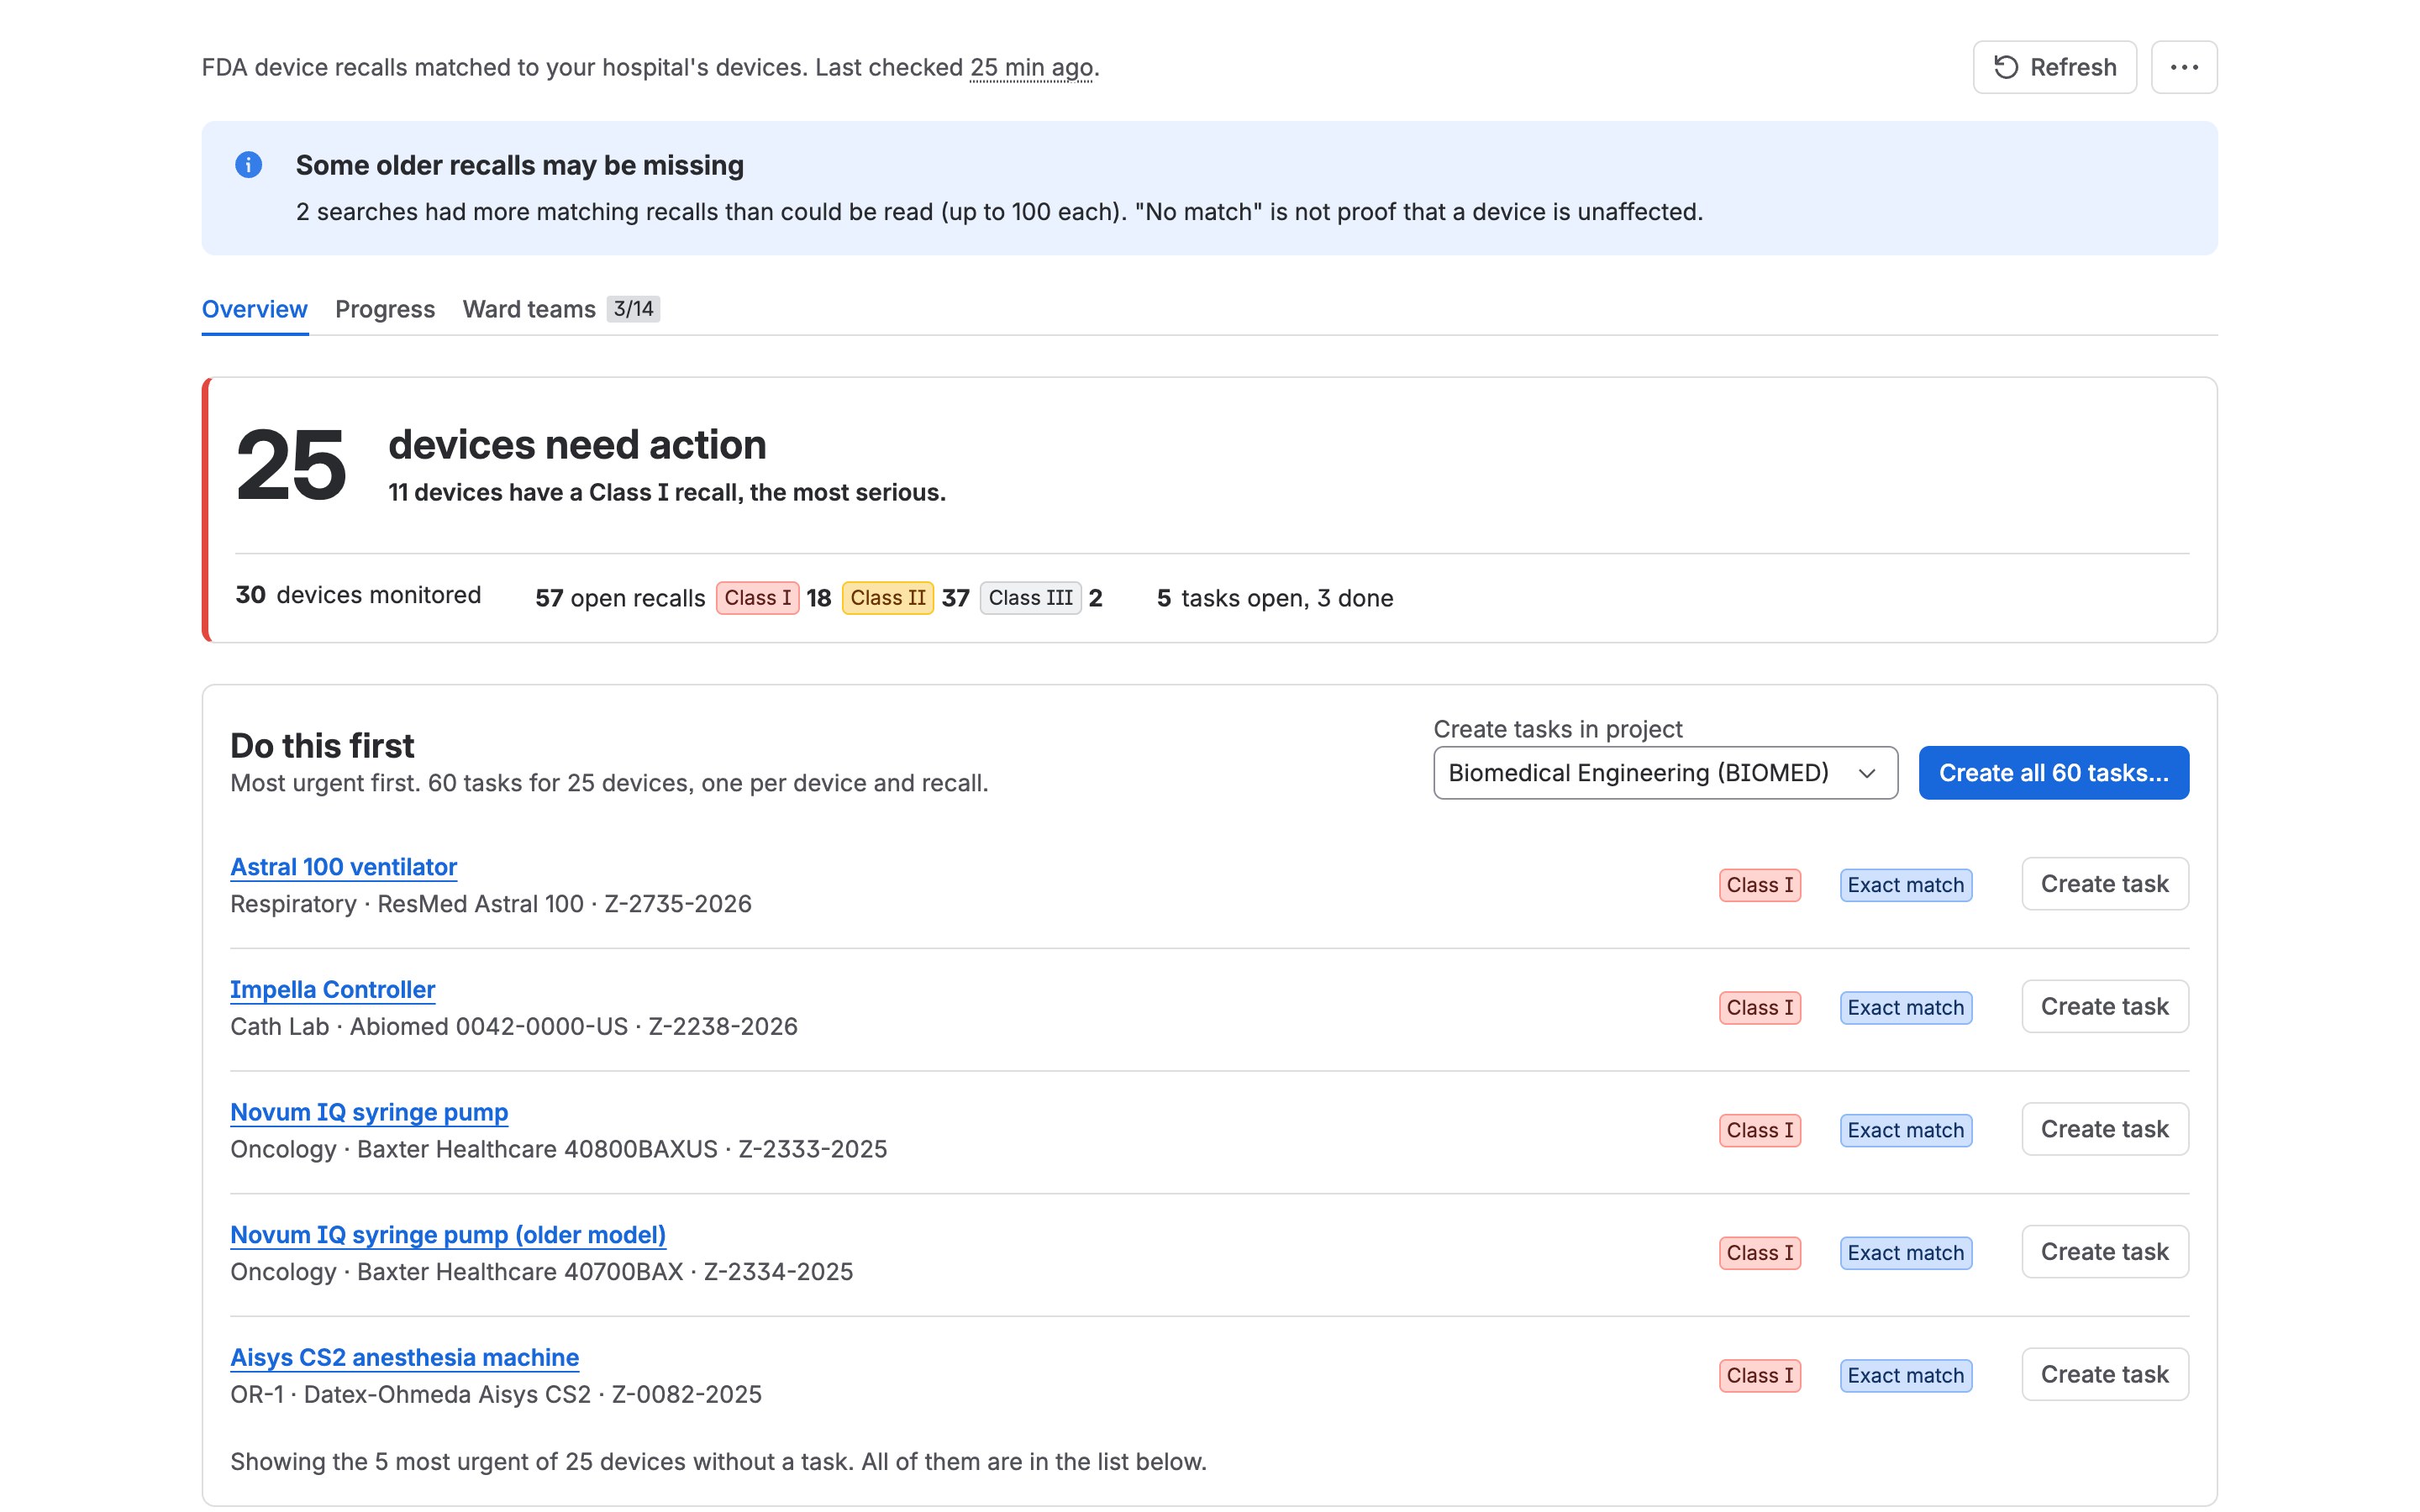 FDA device recalls matched to your hospital's devices. Last checked 25 min ago.
Refresh
Some older recalls may be missing
2 searches had more matching recalls than could be read (up to 100 each). "No match" is not proof that a device is unaffected.
Overview Progress Ward teams 3/14
25 devices need action
11 devices have a Class I recall, the most serious.
30 devices monitored 57 open recalls Class I 18 Class II 37 Class III 2 5 tasks open, 3 done
Do this first
Most urgent first. 60 tasks for 25 devices, one per device and recall.
Create tasks in project
Biomedical Engineering (BIOMED)
Create all 60 tasks...
Astral 100 ventilator
Respiratory · ResMed Astral 100 · Z-2735-2026
Class I Exact match Create task
Impella Controller
Cath Lab · Abiomed 0042-0000-US · Z-2238-2026
Class I Exact match Create task
Novum IQ syringe pump
Oncology · Baxter Healthcare 40800BAXUS · Z-2333-2025
Class I Exact match Create task
Novum IQ syringe pump (older model)
Oncology · Baxter Healthcare 40700BAX · Z-2334-2025
Class I Exact match Create task
Aisys CS2 anesthesia machine
OR-1 · Datex-Ohmeda Aisys CS2 · Z-0082-2025
Class I Exact match Create task
Showing the 5 most urgent of 25 devices without a task. All of them are in the list below.